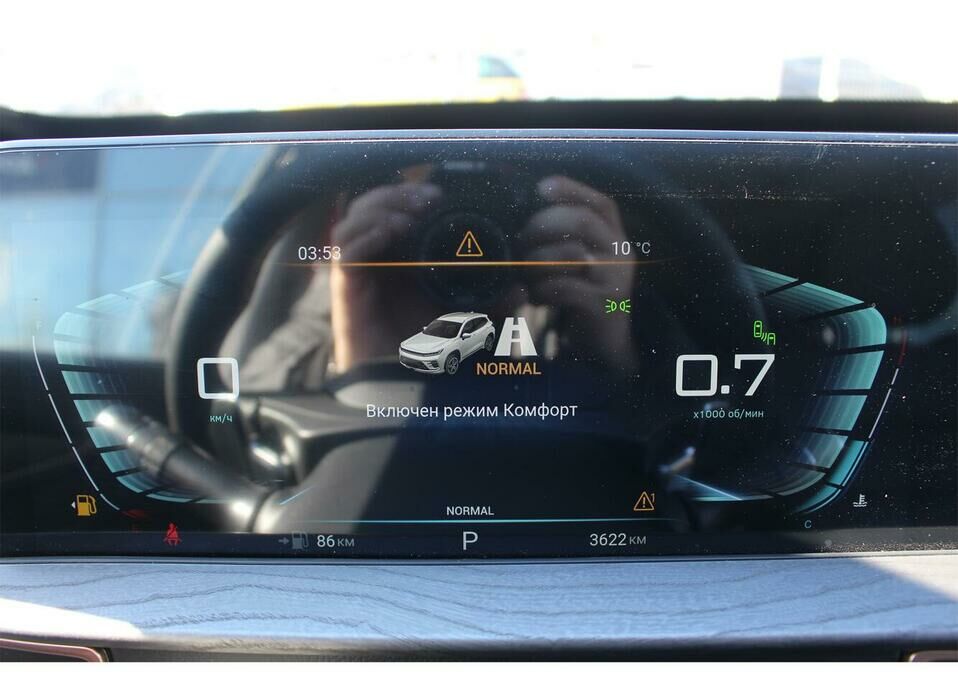 03:53
10 °C
F
H
0
км/ч
NORMAL
0.7
x1000 об/мин
Включен режим Комфорт
NORMAL
1
E
C
86 км
P
3622 км